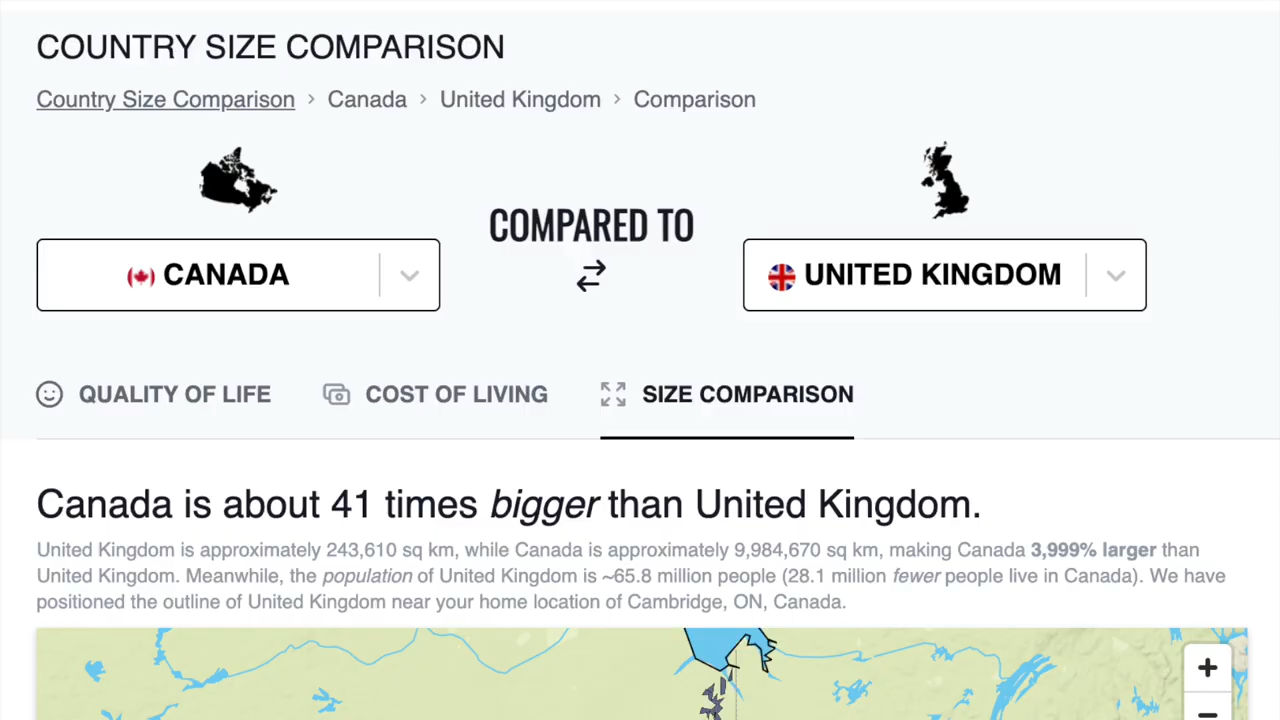 COUNTRY SIZE COMPARISON
Country Size Comparison › Canada › United Kingdom › Comparison
COMPARED TO
CANADA
UNITED KINGDOM
QUALITY OF LIFE
COST OF LIVING
SIZE COMPARISON
Canada is about 41 times bigger than United Kingdom.
United Kingdom is approximately 243,610 sq km, while Canada is approximately 9,984,670 sq km, making Canada 3,999% larger than
United Kingdom. Meanwhile, the population of United Kingdom is ~65.8 million people (28.1 million fewer people live in Canada). We have
positioned the outline of United Kingdom near your home location of Cambridge, ON, Canada.
+
−